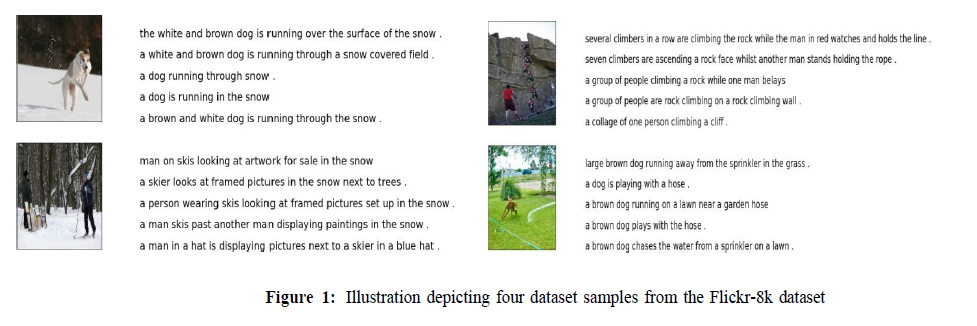 the white and brown dog is running over the surface of the snow .
a white and brown dog is running through a snow covered field .
a dog running through snow .
a dog is running in the snow
a brown and white dog is running through the snow .
several climbers in a row are climbing the rock while the man in red watches and holds the line .
seven climbers are ascending a rock face whilst another man stands holding the rope .
a group of people climbing a rock while one man belays
a group of people are rock climbing on a rock climbing wall .
a collage of one person climbing a cliff .
man on skis looking at artwork for sale in the snow
a skier looks at framed pictures in the snow next to trees .
a person wearing skis looking at framed pictures set up in the snow .
a man skis past another man displaying paintings in the snow .
a man in a hat is displaying pictures next to a skier in a blue hat .
large brown dog running away from the sprinkler in the grass .
a dog is playing with a hose .
a brown dog running on a lawn near a garden hose
a brown dog plays with the hose .
a brown dog chases the water from a sprinkler on a lawn .
Figure 1: Illustration depicting four dataset samples from the Flickr-8k dataset